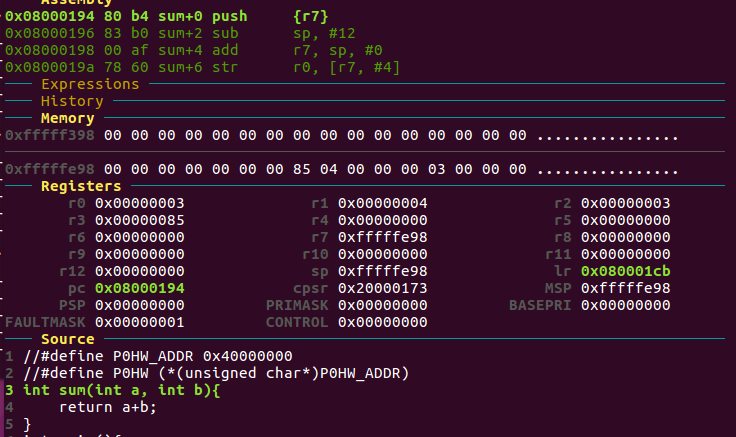 Assembly
0x08000194 80 b4 sum+0 push {r7}
0x08000196 83 b0 sum+2 sub sp, #12
0x08000198 00 af sum+4 add r7, sp, #0
0x0800019a 78 60 sum+6 str r0, [r7, #4]
Expressions
History
Memory
0xfffff398 00 00 00 00 00 00 00 00 00 00 00 00 00 00 00 00 ................
0xfffffe98 00 00 00 00 00 00 00 85 04 00 00 00 03 00 00 00 ................
Registers
r0 0x00000003 r1 0x00000004 r2 0x00000003
r3 0x00000085 r4 0x00000000 r5 0x00000000
r6 0x00000000 r7 0xfffffe98 r8 0x00000000
r9 0x00000000 r10 0x00000000 r11 0x00000000
r12 0x00000000 sp 0xfffffe98 lr 0x080001cb
pc 0x08000194 cpsr 0x20000173 MSP 0xfffffe98
PSP 0x00000000 PRIMASK 0x00000000 BASEPRI 0x00000000
FAULTMASK 0x00000001 CONTROL 0x00000000
Source
1 //#define P0HW_ADDR 0x40000000
2 //#define P0HW (*(unsigned char*)P0HW_ADDR)
3 int sum(int a, int b){
4 return a+b;
5 }